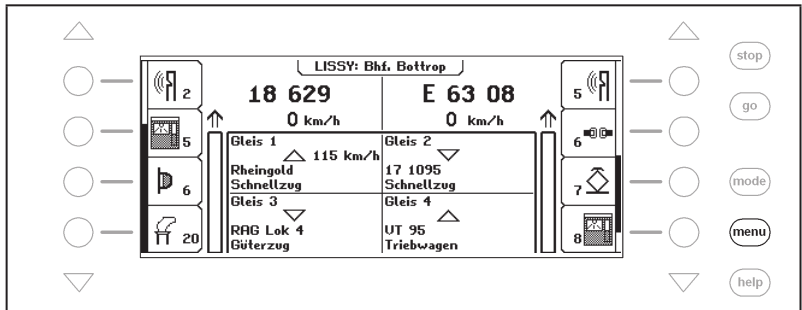 LISSY: Bhf. Bottrop
18 629
E 63 08
0 km/h
0 km/h
2
5
6
20
5
6
7
8
Gleis 1
115 km/h
Rheingold
Schnellzug
Gleis 2
17 1095
Schnellzug
Gleis 3
RAG Lok 4
Güterzug
Gleis 4
VT 95
Triebwagen
stop
go
mode
menu
help